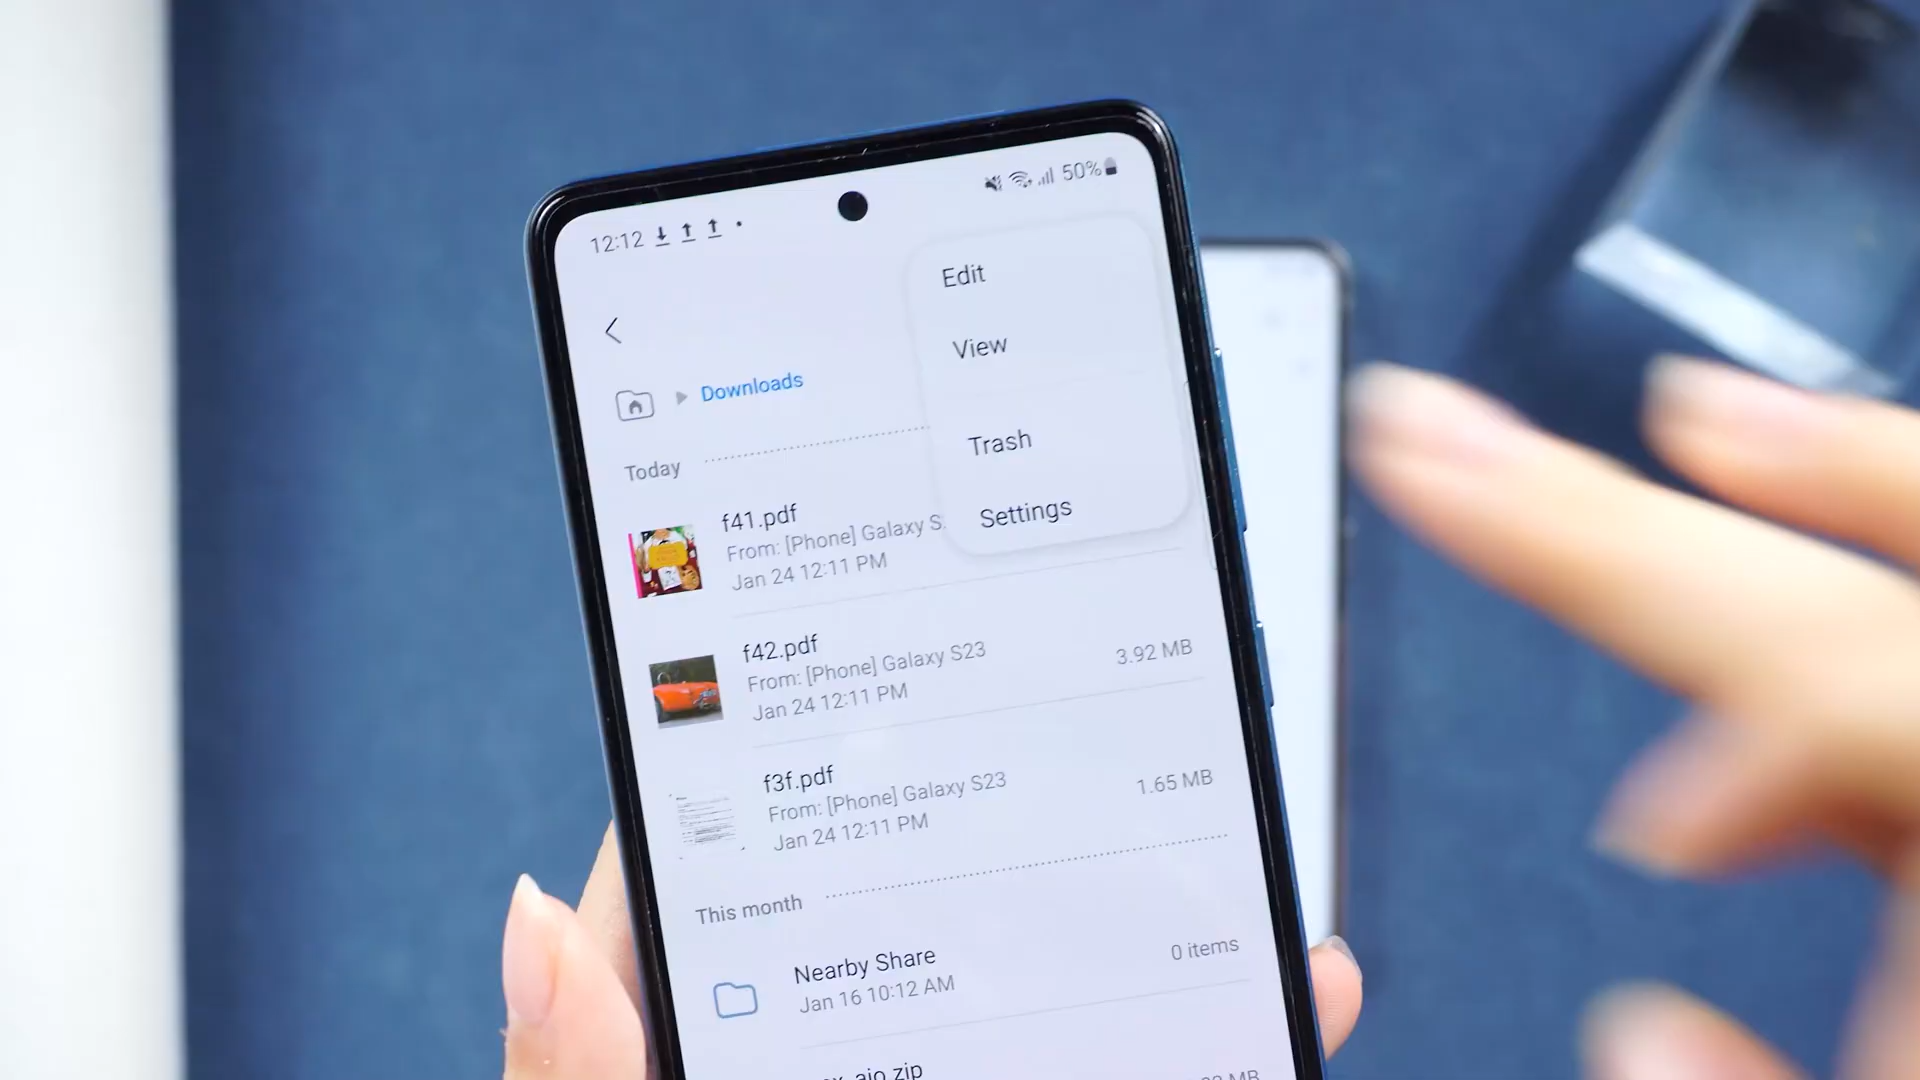 12:12
50%
Edit
View
Trash
Settings
Downloads
Today
f41.pdf
From: [Phone] Galaxy S
Jan 24 12:11 PM
f42.pdf
From: [Phone] Galaxy S23
Jan 24 12:11 PM
3.92 MB
f3f.pdf
From: [Phone] Galaxy S23
Jan 24 12:11 PM
1.65 MB
This month
Nearby Share
Jan 16 10:12 AM
0 items
aio.zip
MB